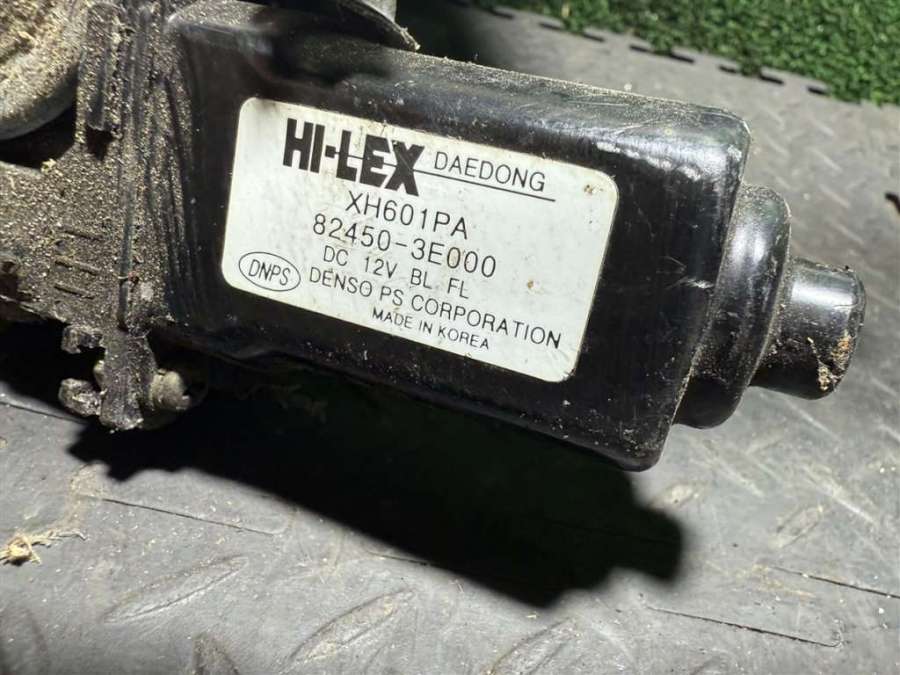 HI-LEX DAEDONG
XH601PA
82450-3E000
DC 12V BL FL
DNPS DENSO PS CORPORATION
MADE IN KOREA